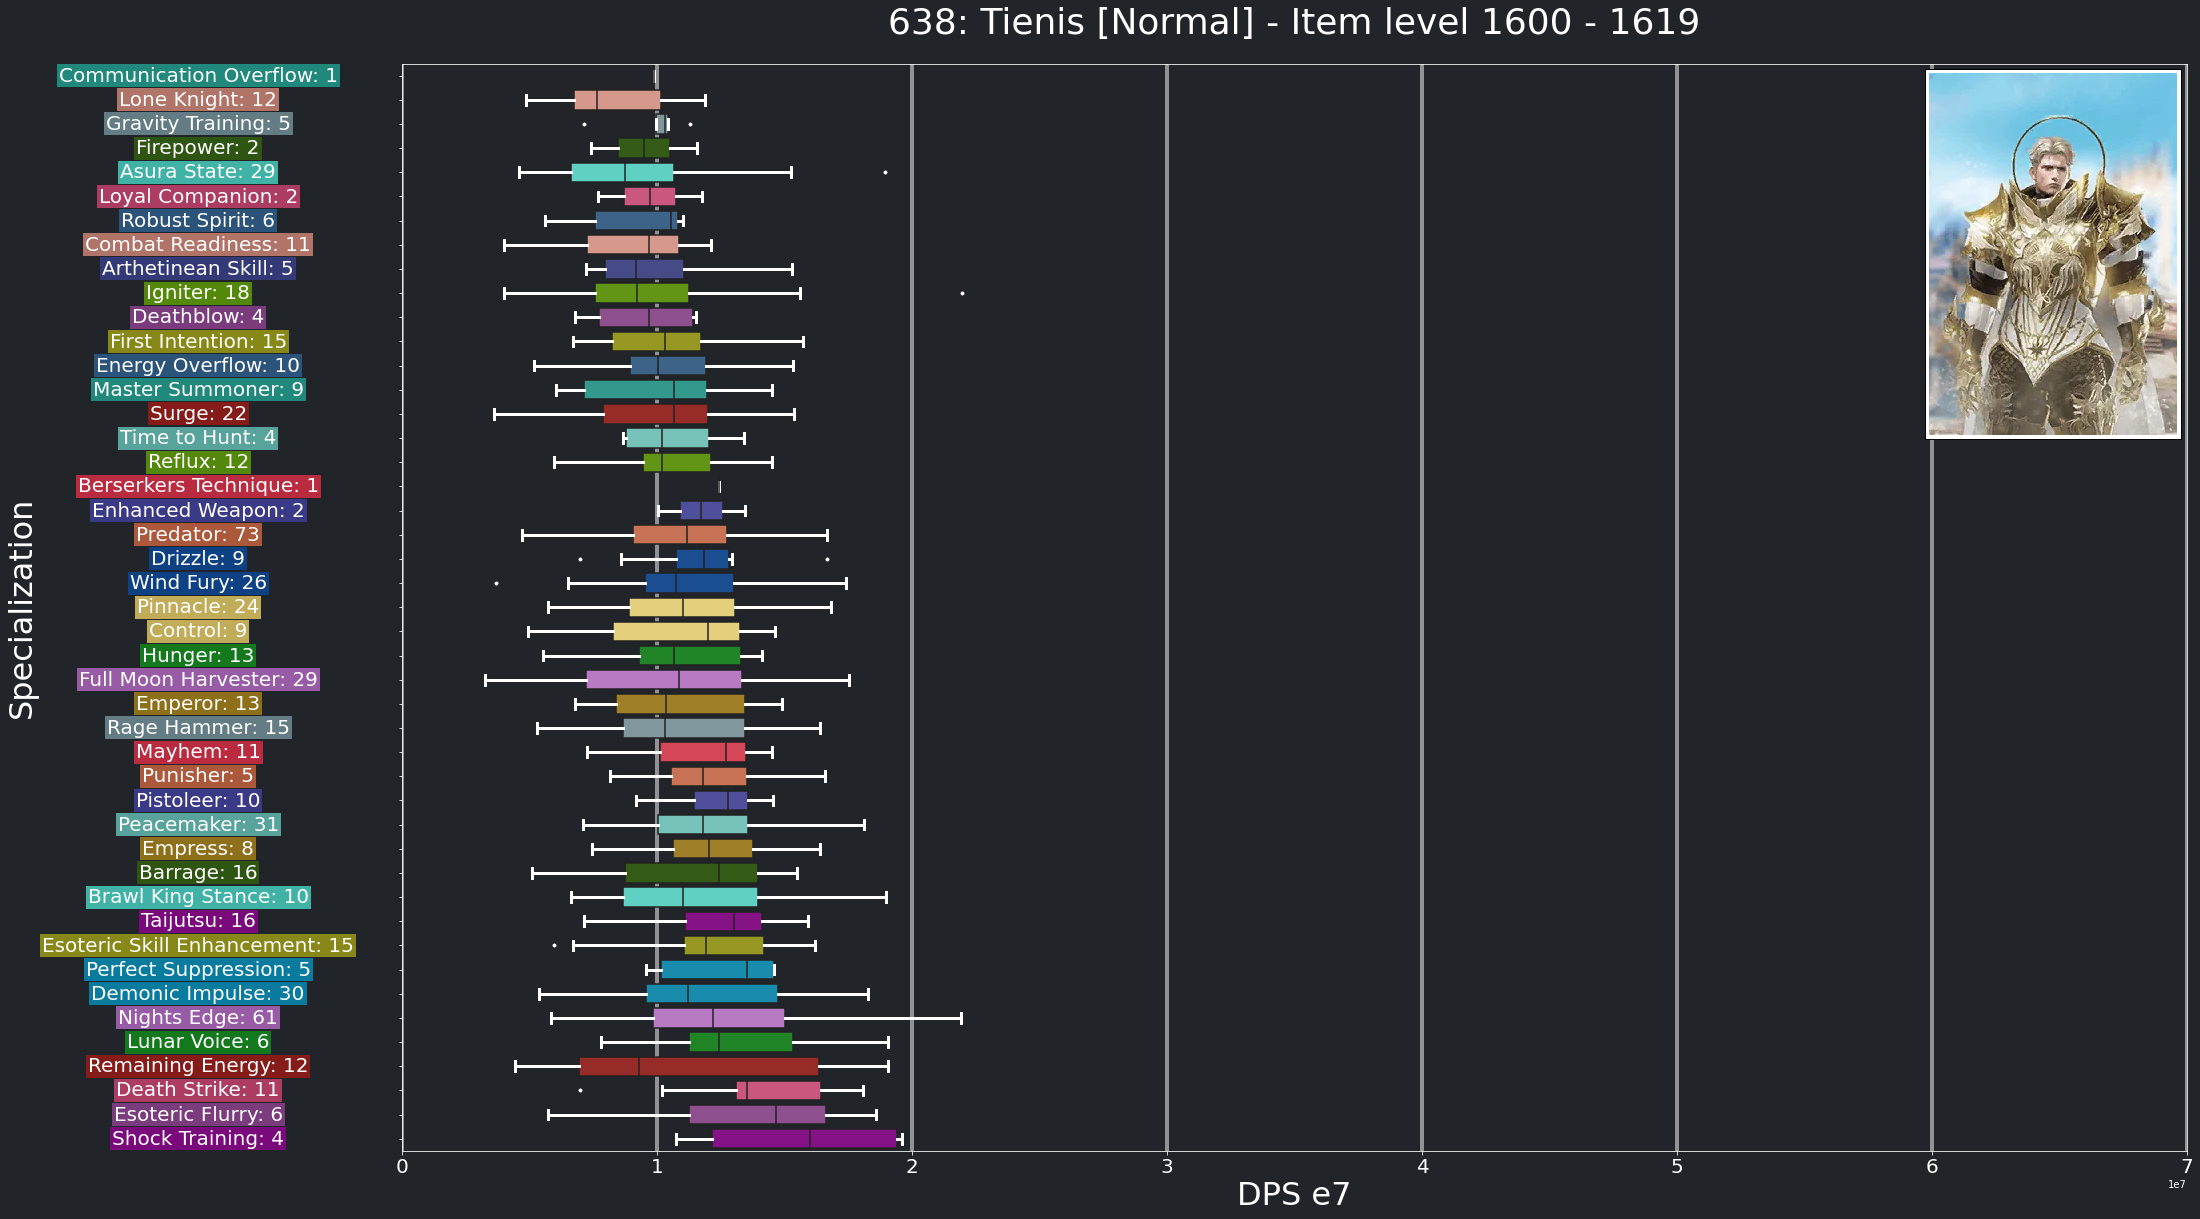 638: Tienis [Normal] - Item level 1600 - 1619
Specialization
Communication Overflow: 1
Lone Knight: 12
Gravity Training: 5
Firepower: 2
Asura State: 29
Loyal Companion: 2
Robust Spirit: 6
Combat Readiness: 11
Arthetinean Skill: 5
Igniter: 18
Deathblow: 4
First Intention: 15
Energy Overflow: 10
Master Summoner: 9
Surge: 22
Time to Hunt: 4
Reflux: 12
Berserkers Technique: 1
Enhanced Weapon: 2
Predator: 73
Drizzle: 9
Wind Fury: 26
Pinnacle: 24
Control: 9
Hunger: 13
Full Moon Harvester: 29
Emperor: 13
Rage Hammer: 15
Mayhem: 11
Punisher: 5
Pistoleer: 10
Peacemaker: 31
Empress: 8
Barrage: 16
Brawl King Stance: 10
Taijutsu: 16
Esoteric Skill Enhancement: 15
Perfect Suppression: 5
Demonic Impulse: 30
Nights Edge: 61
Lunar Voice: 6
Remaining Energy: 12
Death Strike: 11
Esoteric Flurry: 6
Shock Training: 4
0 1 2 3 4 5 6 7
1e7
DPS e7